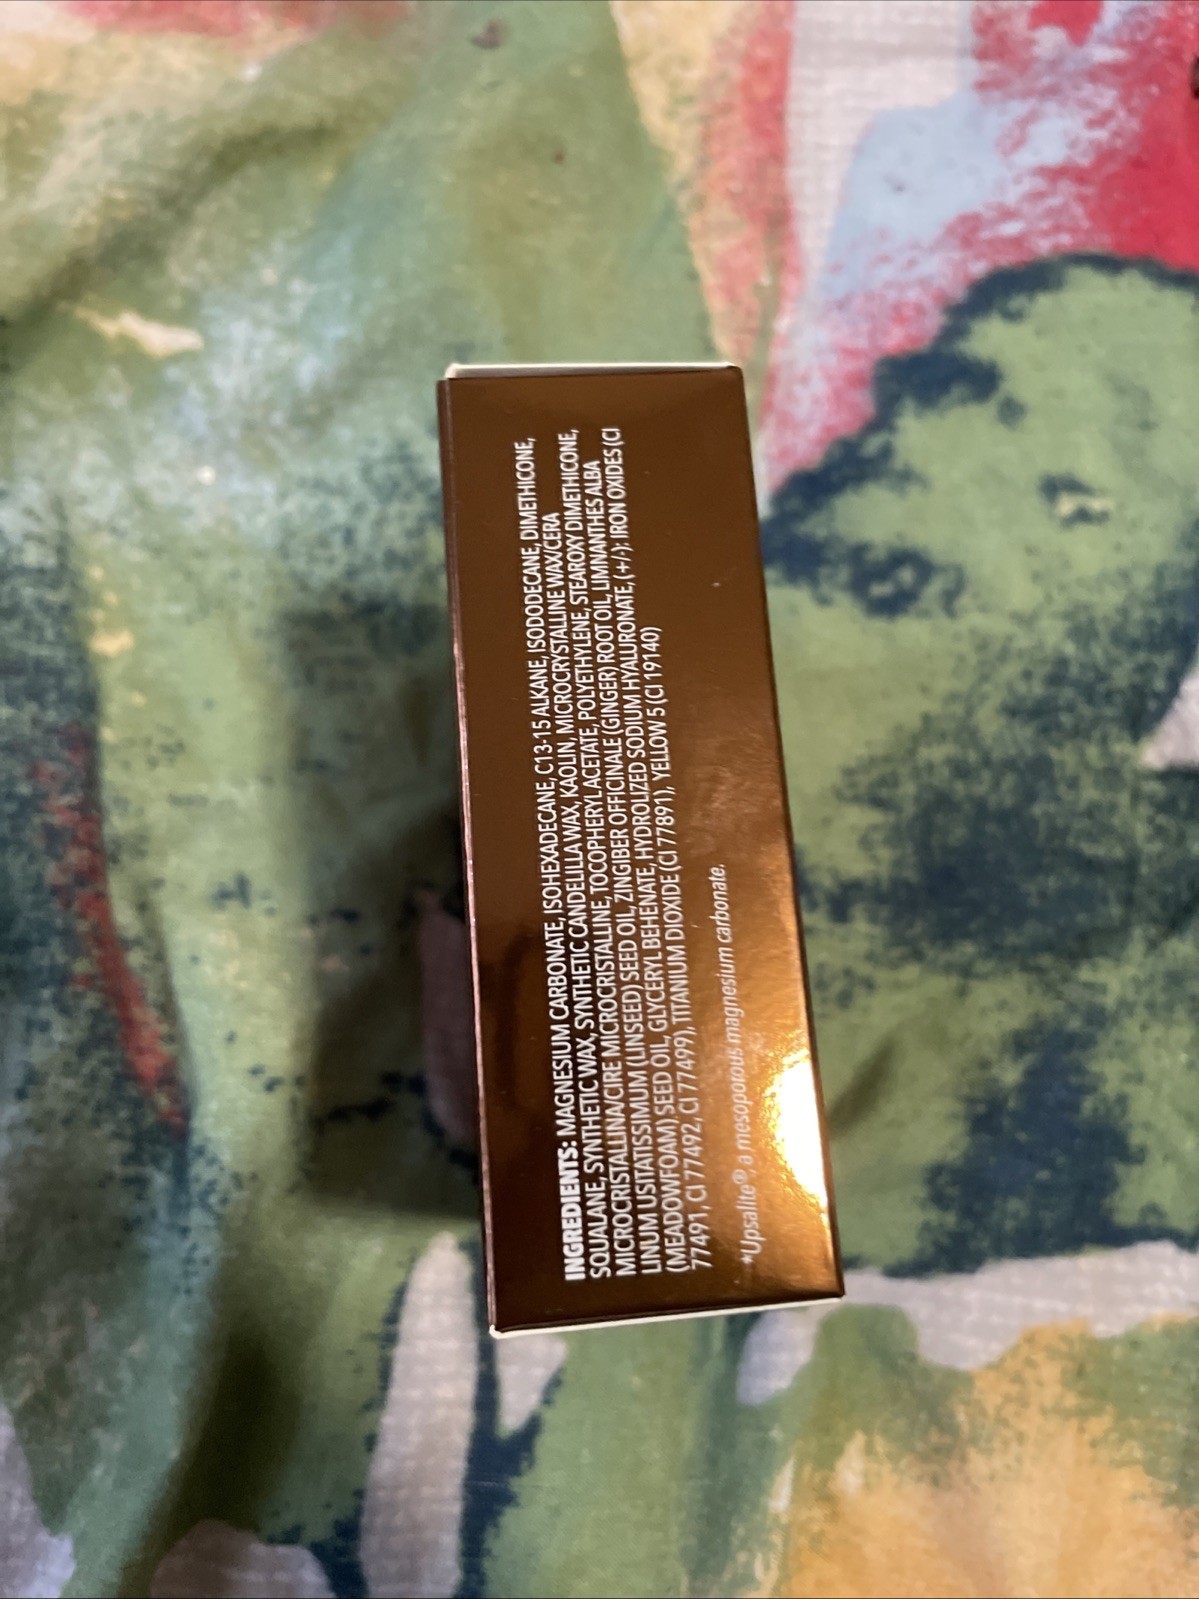 INGREDIENTS: MAGNESIUM CARBONATE, ISOHEXADECANE, C13-15 ALKANE, ISODODECANE, DIMETHICONE,
SQUALANE, SYNTHETIC WAX, SYNTHETIC CANDELILLA WAX, KAOLIN, MICROCRYSTALLINE WAX/CERA
MICROCRISTALLINA/CIRE MICROCRISTALLINE, TOCOPHERYL ACETATE, POLYETHYLENE, STEAROXY DIMETHICONE,
LINUM USITATISSIMUM (LINSEED) SEED OIL, ZINGIBER OFFICINALE (GINGER) ROOT OIL, LIMNANTHES ALBA
(MEADOWFOAM) SEED OIL, GLYCERYL BEHENATE, HYDROLIZED SODIUM HYALURONATE, (+/-): IRON OXIDES (CI
77491, CI 77492, CI 77499), TITANIUM DIOXIDE (CI 77891), YELLOW 5 (CI 19140)
*Upsalite®, a mesoporous magnesium carbonate.